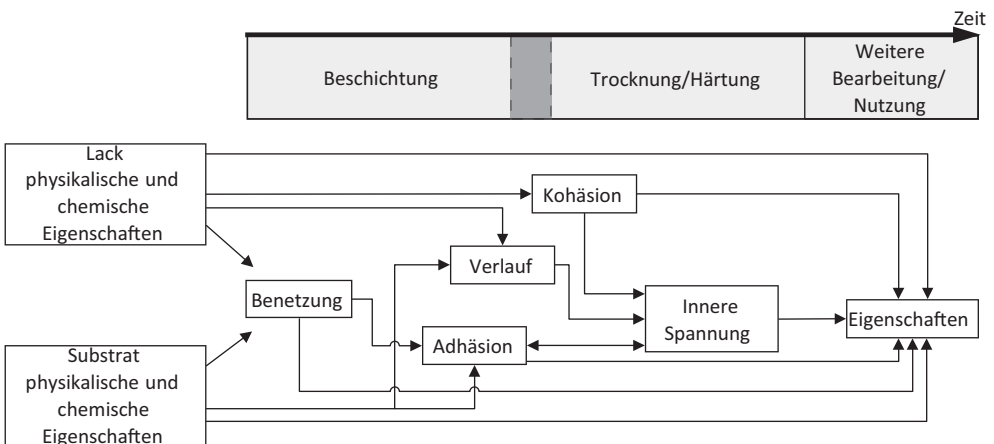 Zeit
Beschichtung
Trocknung/Härtung
Weitere
Bearbeitung/
Nutzung
Lack
physikalische und
chemische
Eigenschaften
Kohäsion
Verlauf
Benetzung
Innere
Spannung
Eigenschaften
Adhäsion
Substrat
physikalische und
chemische
Eigenschaften